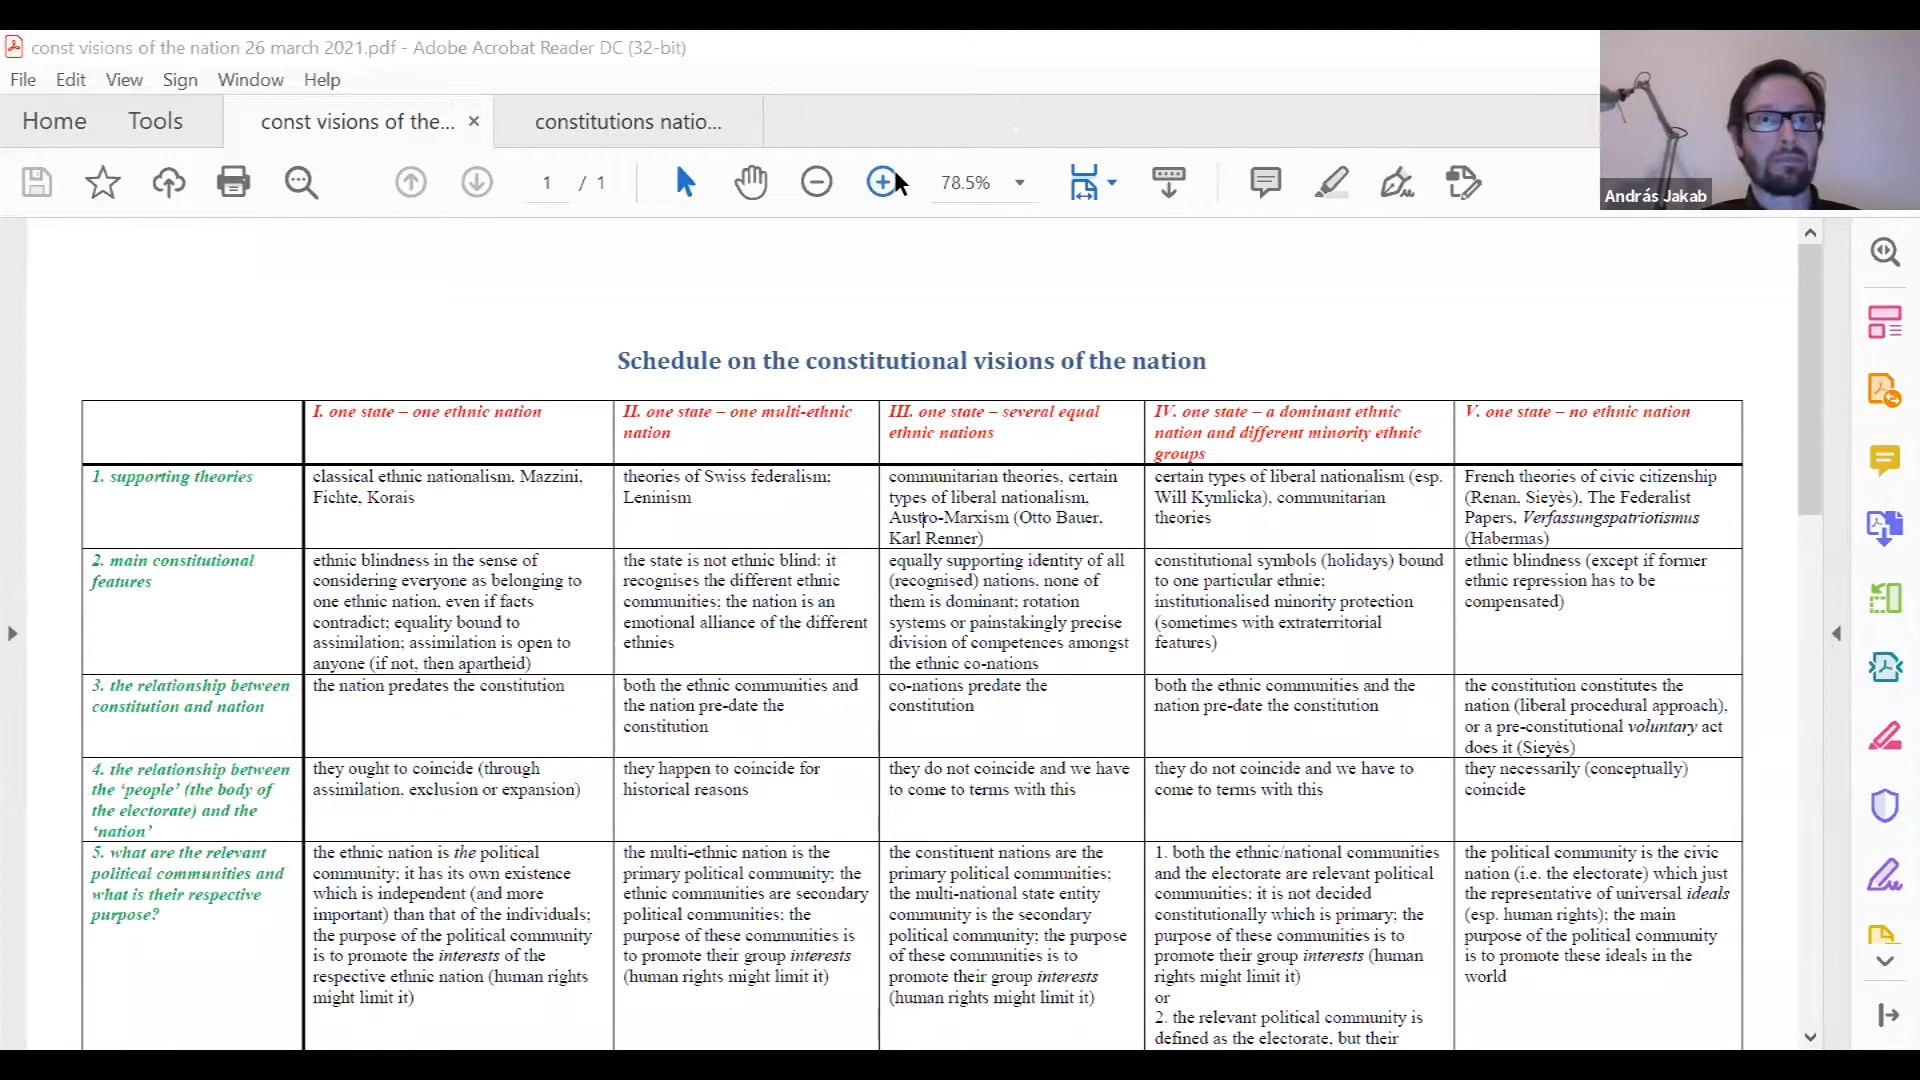 const visions of the nation 26 march 2021.pdf - Adobe Acrobat Reader DC (32-bit)
File Edit View Sign Window Help
Home Tools const visions of the... × constitutions natio...
1 / 1 78.5%
András Jakab
Schedule on the constitutional visions of the nation
I. one state – one ethnic nation
II. one state – one multi-ethnic
nation
III. one state – several equal
ethnic nations
IV. one state – a dominant ethnic
nation and different minority ethnic
groups
V. one state – no ethnic nation
1. supporting theories
classical ethnic nationalism, Mazzini,
Fichte, Korais
theories of Swiss federalism;
Leninism
communitarian theories, certain
types of liberal nationalism,
Austro-Marxism (Otto Bauer,
Karl Renner)
certain types of liberal nationalism (esp.
Will Kymlicka), communitarian
theories
French theories of civic citizenship
(Renan, Sieyès), The Federalist
Papers, Verfassungspatriotismus
(Habermas)
2. main constitutional
features
ethnic blindness in the sense of
considering everyone as belonging to
one ethnic nation, even if facts
contradict; equality bound to
assimilation; assimilation is open to
anyone (if not, then apartheid)
the state is not ethnic blind: it
recognises the different ethnic
communities; the nation is an
emotional alliance of the different
ethnies
equally supporting identity of all
(recognised) nations, none of
them is dominant; rotation
systems or painstakingly precise
division of competences amongst
the ethnic co-nations
constitutional symbols (holidays) bound
to one particular ethnie;
institutionalised minority protection
(sometimes with extraterritorial
features)
ethnic blindness (except if former
ethnic repression has to be
compensated)
3. the relationship between
constitution and nation
the nation predates the constitution
both the ethnic communities and
the nation pre-date the
constitution
co-nations predate the
constitution
both the ethnic communities and the
nation pre-date the constitution
the constitution constitutes the
nation (liberal procedural approach),
or a pre-constitutional voluntary act
does it (Sieyès)
4. the relationship between
the ‘people’ (the body of
the electorate) and the
‘nation’
they ought to coincide (through
assimilation, exclusion or expansion)
they happen to coincide for
historical reasons
they do not coincide and we have
to come to terms with this
they do not coincide and we have to
come to terms with this
they necessarily (conceptually)
coincide
5. what are the relevant
political communities and
what is their respective
purpose?
the ethnic nation is the political
community; it has its own existence
which is independent (and more
important) than that of the individuals;
the purpose of the political community
is to promote the interests of the
respective ethnic nation (human rights
might limit it)
the multi-ethnic nation is the
primary political community; the
ethnic communities are secondary
political communities; the
purpose of these communities is
to promote their group interests
(human rights might limit it)
the constituent nations are the
primary political communities;
the multi-national state entity
community is the secondary
political community; the purpose
of these communities is to
promote their group interests
(human rights might limit it)
1. both the ethnic/national communities
and the electorate are relevant political
communities; it is not decided
constitutionally which is primary; the
purpose of these communities is to
promote their group interests (human
rights might limit it)
or
2. the relevant political community is
defined as the electorate, but their
the political community is the civic
nation (i.e. the electorate) which just
the representative of universal ideals
(esp. human rights); the main
purpose of the political community
is to promote these ideals in the
world